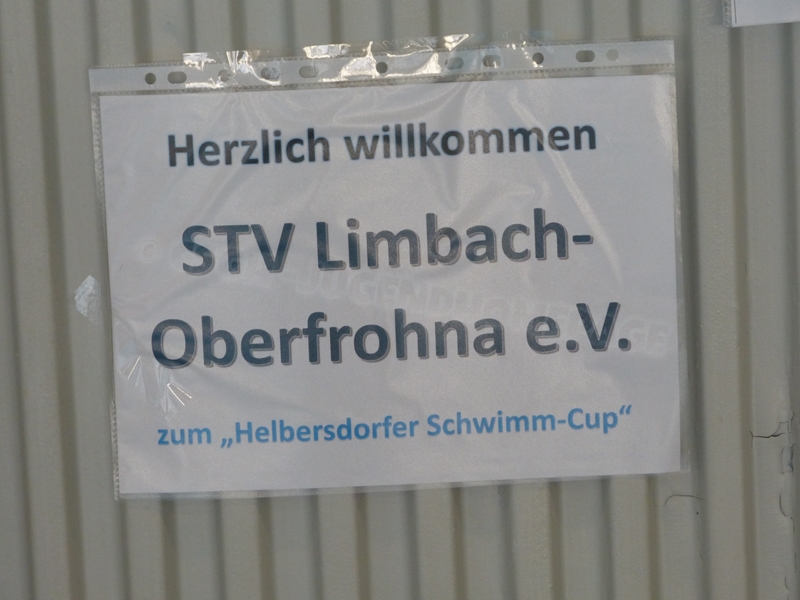 Herzlich willkommen
STV Limbach-
Oberfrohna e.V.
zum „Helbersdorfer Schwimm-Cup“